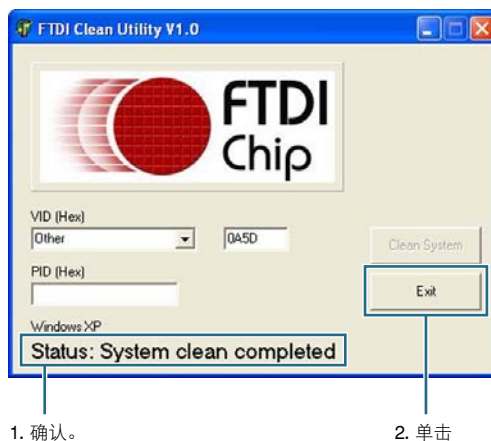 FTDI Clean Utility V1.0
FTDI
Chip
VID (Hex)
Other 0A5D
Clean System
PID (Hex)
Exit
Windows XP
Status: System clean completed
1. 确认。 2. 单击